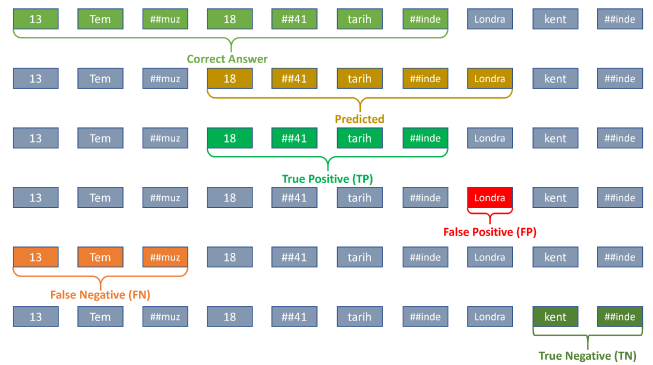 13 Tem ##muz 18 ##41 tarih ##inde Londra kent ##inde
Correct Answer
13 Tem ##muz 18 ##41 tarih ##inde Londra kent ##inde
Predicted
13 Tem ##muz 18 ##41 tarih ##inde Londra kent ##inde
True Positive (TP)
13 Tem ##muz 18 ##41 tarih ##inde Londra kent ##inde
False Positive (FP)
13 Tem ##muz 18 ##41 tarih ##inde Londra kent ##inde
False Negative (FN)
13 Tem ##muz 18 ##41 tarih ##inde Londra kent ##inde
True Negative (TN)